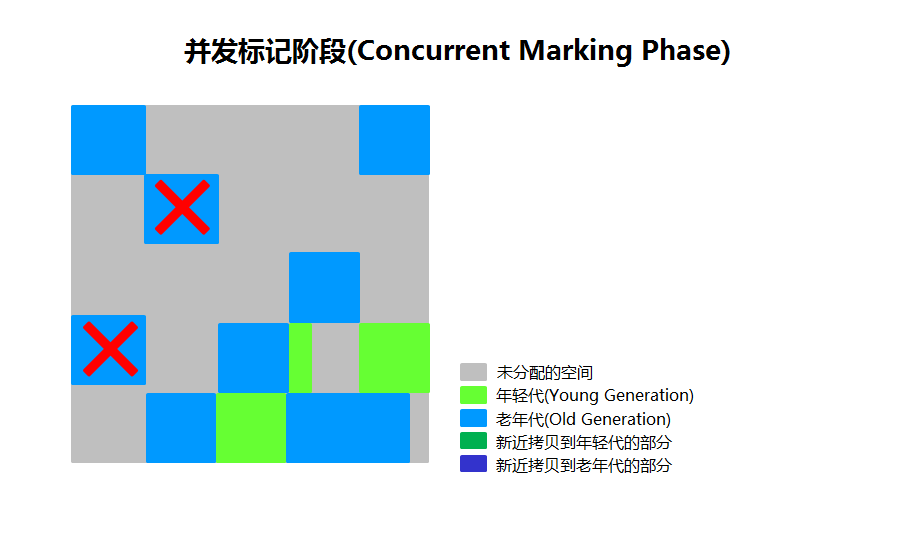 并发标记阶段(Concurrent Marking Phase)
未分配的空间
年轻代(Young Generation)
老年代(Old Generation)
新近拷贝到年轻代的部分
新近拷贝到老年代的部分